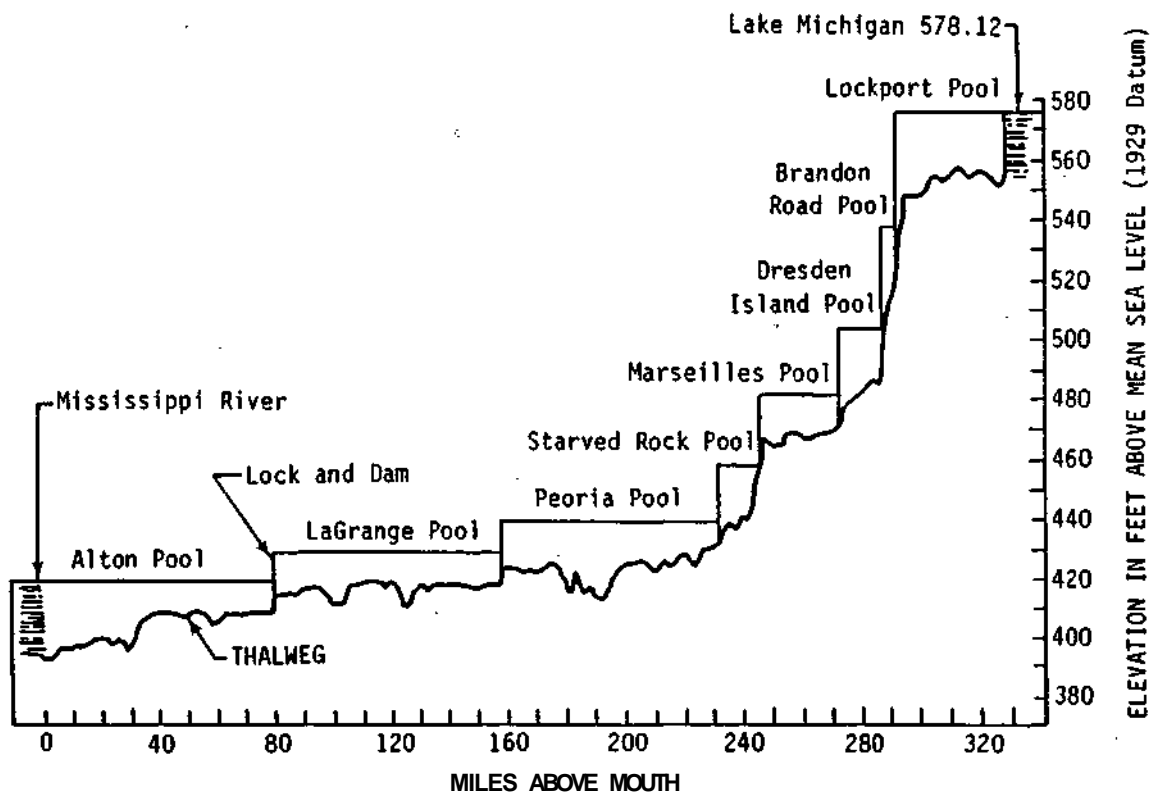 Lake Michigan 578.12
Lockport Pool
Brandon
Road Pool
Dresden
Island Pool
Marseilles Pool
Mississippi River
Starved Rock Pool
Lock and Dam
Peoria Pool
LaGrange Pool
Alton Pool
THALWEG
580
560
540
520
500
480
460
440
420
400
380
ELEVATION IN FEET ABOVE MEAN SEA LEVEL (1929 Datum)
0 40 80 120 160 200 240 280 320
MILES ABOVE MOUTH